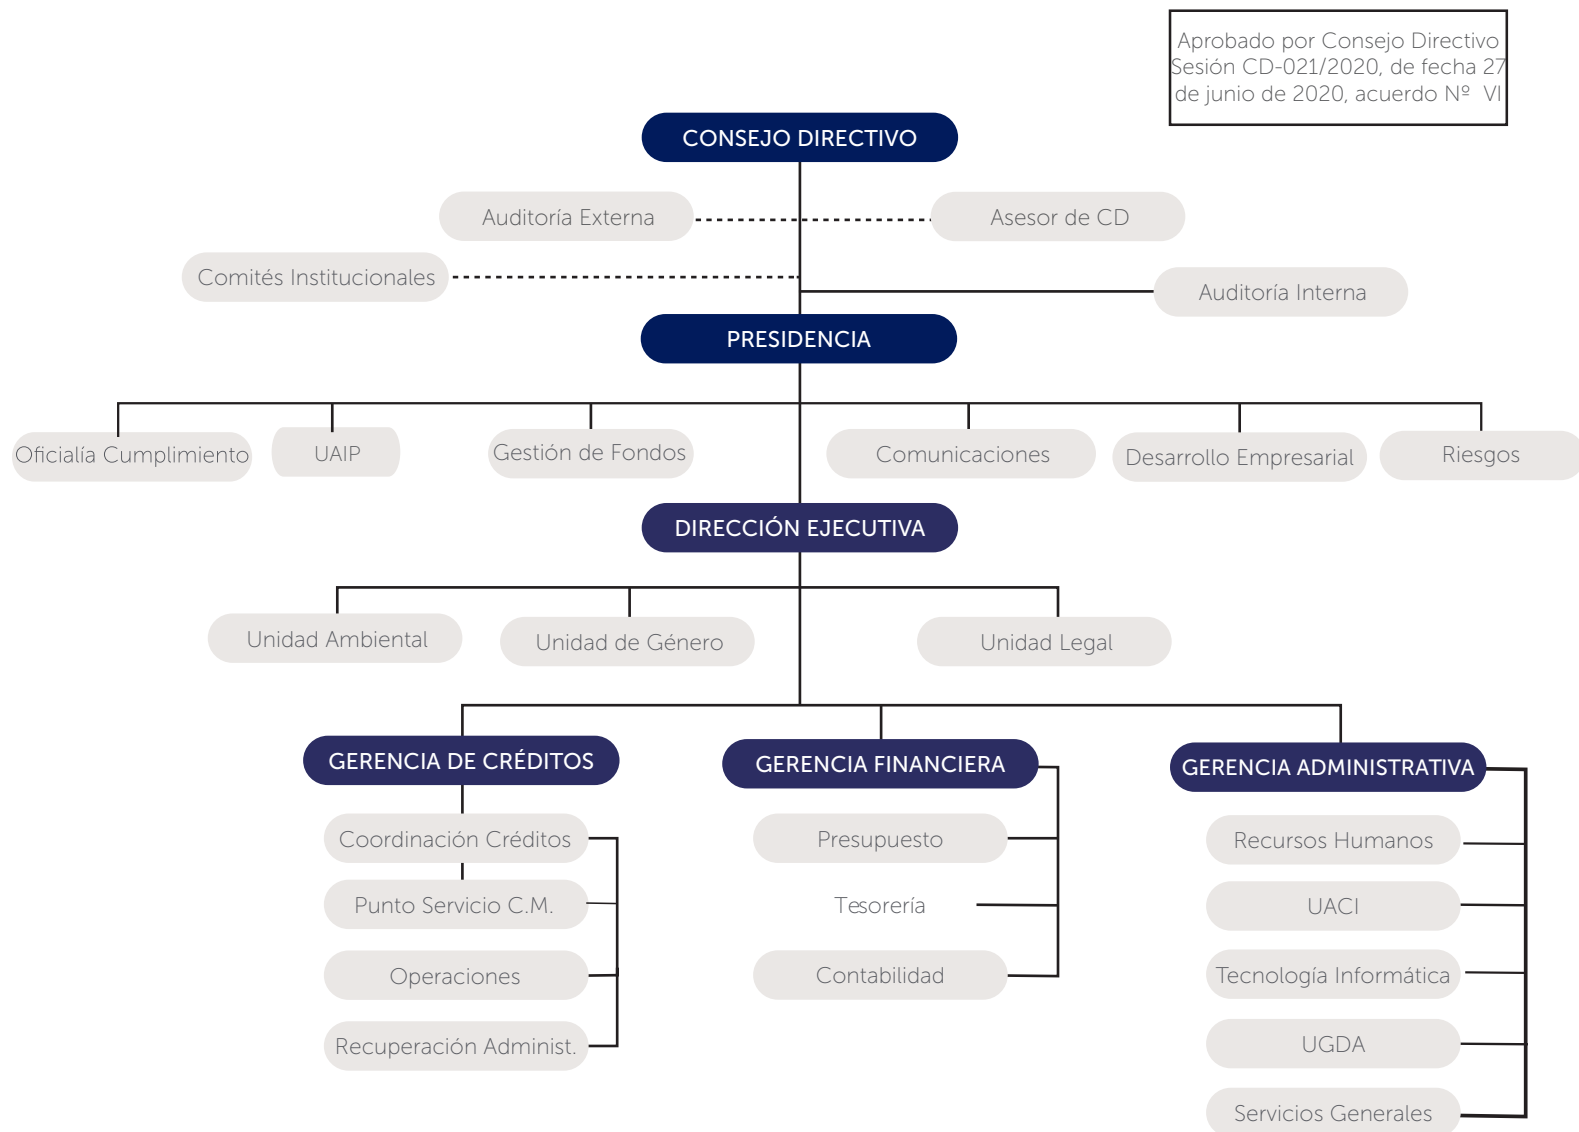 Aprobado por Consejo Directivo
Sesión CD-021/2020, de fecha 27
de junio de 2020, acuerdo Nº VI
CONSEJO DIRECTIVO
Auditoría Externa
Asesor de CD
Comités Institucionales
Auditoría Interna
PRESIDENCIA
Oficialía Cumplimiento
UAIP
Gestión de Fondos
Comunicaciones
Desarrollo Empresarial
Riesgos
DIRECCIÓN EJECUTIVA
Unidad Ambiental
Unidad de Género
Unidad Legal
GERENCIA DE CRÉDITOS
GERENCIA FINANCIERA
GERENCIA ADMINISTRATIVA
Coordinación Créditos
Presupuesto
Recursos Humanos
Punto Servicio C.M.
Tesorería
UACI
Operaciones
Contabilidad
Tecnología Informática
Recuperación Administ.
UGDA
Servicios Generales